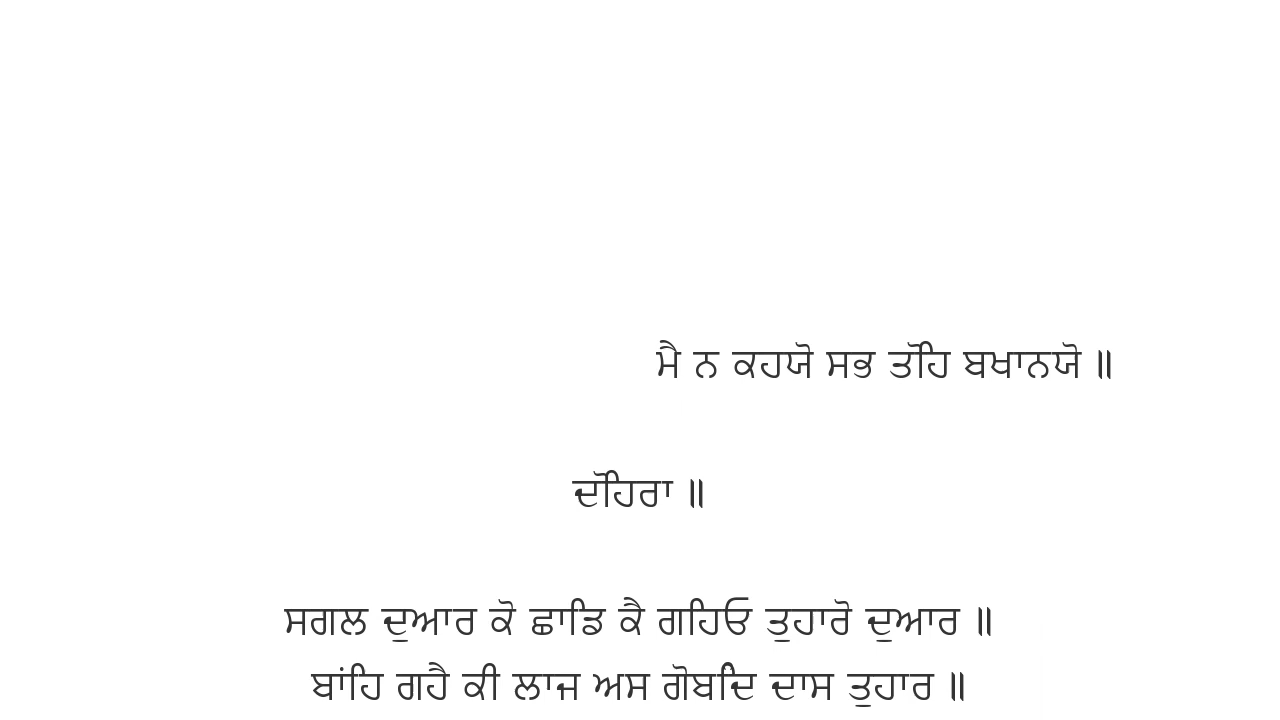 ਮੈ ਨ ਕਹਯੋ ਸਭ ਤੋਹਿ ਬਖਾਨਯੋ ॥
ਦੋਹਿਰਾ ॥
ਸਗਲ ਦੁਆਰ ਕੋ ਛਾਡਿ ਕੈ ਗਹਿਓ ਤੁਹਾਰੋ ਦੁਆਰ ॥
ਬਾਂਹਿ ਗਹੈ ਕੀ ਲਾਜ ਅਸ ਗੋਬਿੰਦ ਦਾਸ ਤੁਹਾਰ ॥